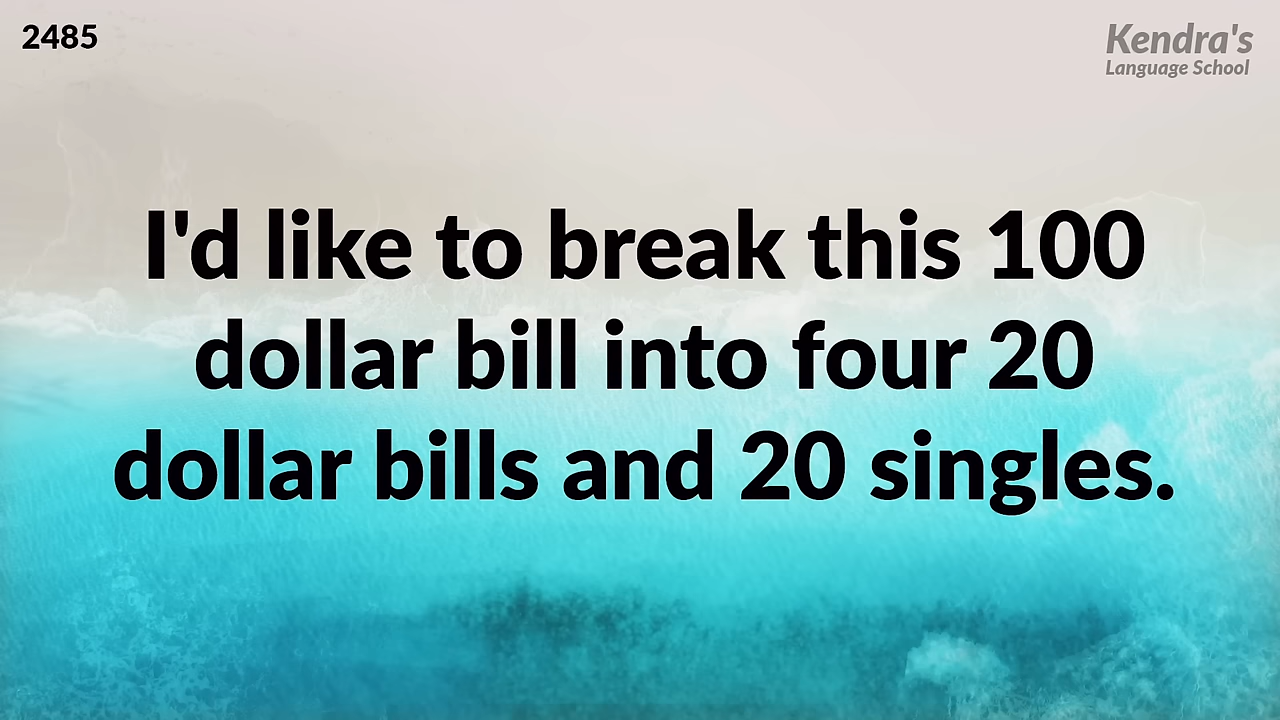 2485
Kendra's
Language School
I'd like to break this 100
dollar bill into four 20
dollar bills and 20 singles.